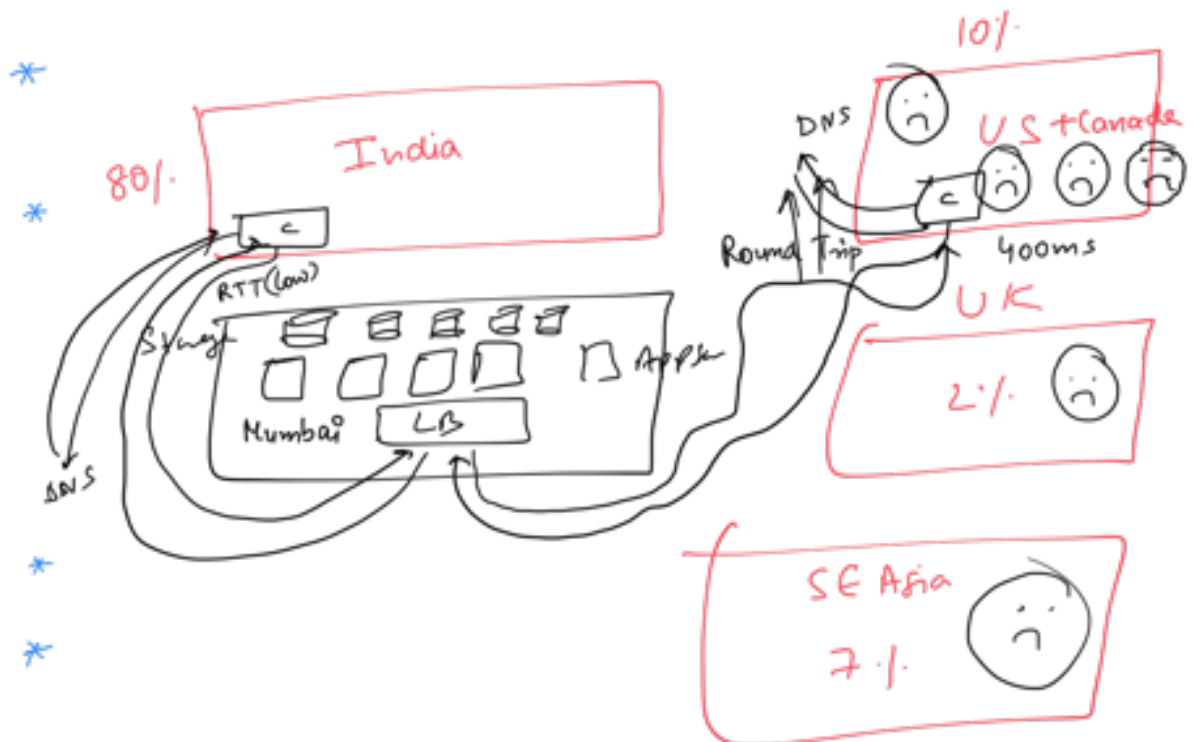 10%
DNS
US + Canada
India
80%
C
C
Round Trip
400ms
RTT (low)
UK
2%
Mumbai
LB
DNS
SE Asia
7%